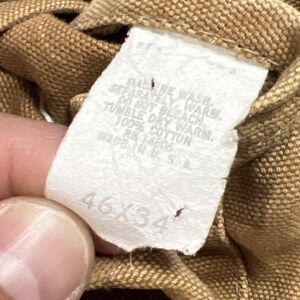 MACHINE WASH,
SEPARATELY, WARM.
DO NOT BLEACH.
TUMBLE DRY WARM.
100% COTTON
MADE IN U.S.A.
46X34